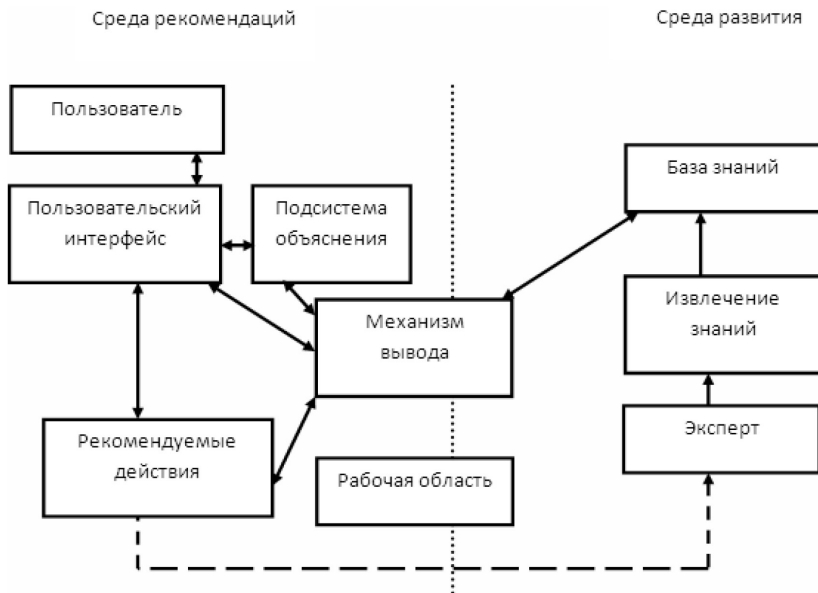 Среда рекомендаций
Среда развития
Пользователь
База знаний
Пользовательский
интерфейс
Подсистема
объяснения
Механизм
вывода
Извлечение
знаний
Рекомендуемые
действия
Эксперт
Рабочая область